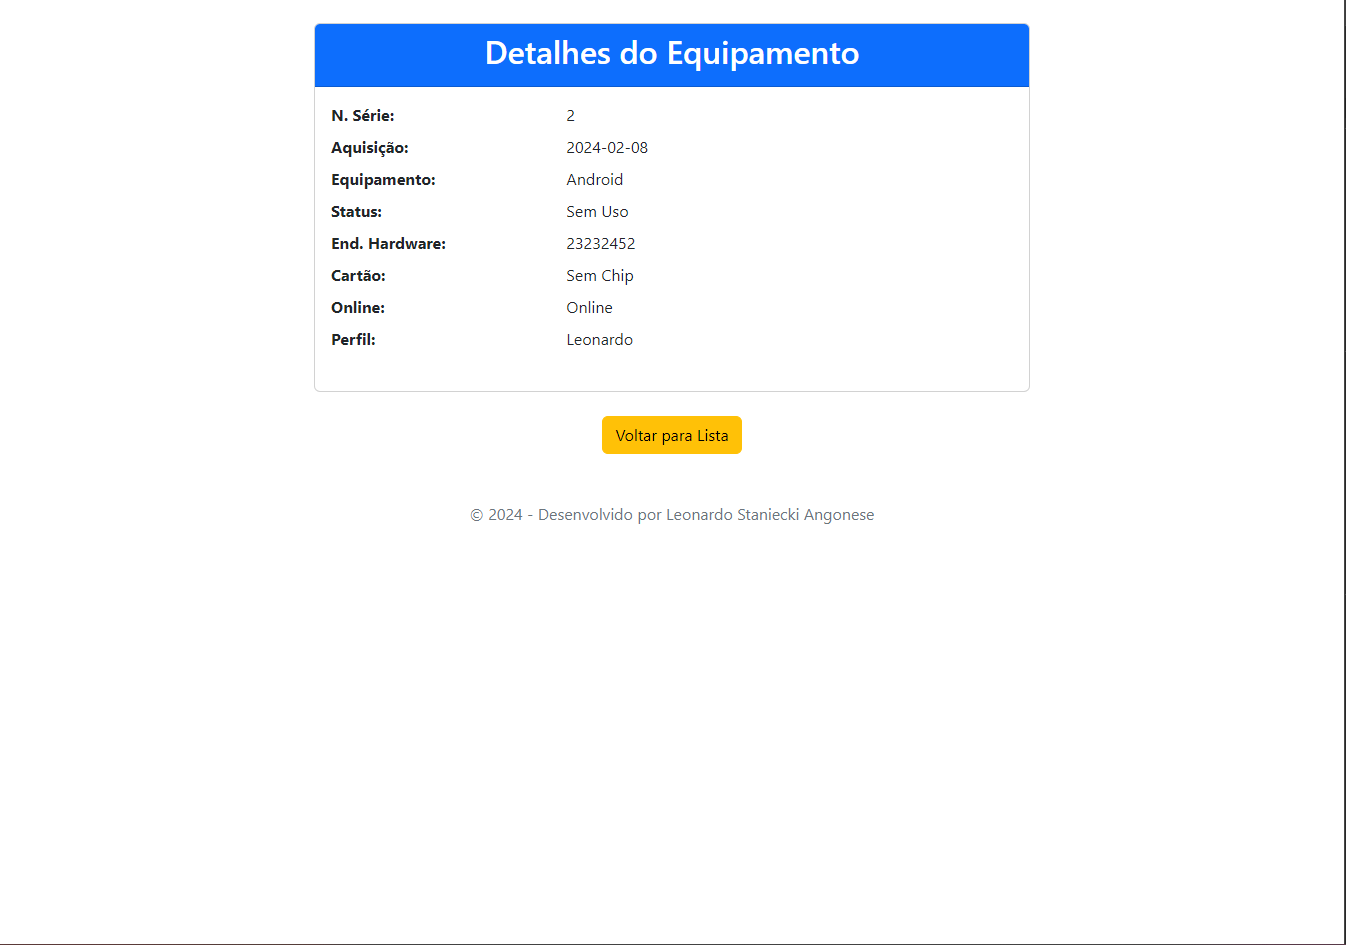 Detalhes do Equipamento
N. Série: 2
Aquisição: 2024-02-08
Equipamento: Android
Status: Sem Uso
End. Hardware: 23232452
Cartão: Sem Chip
Online: Online
Perfil: Leonardo
Voltar para Lista
© 2024 - Desenvolvido por Leonardo Staniecki Angonese